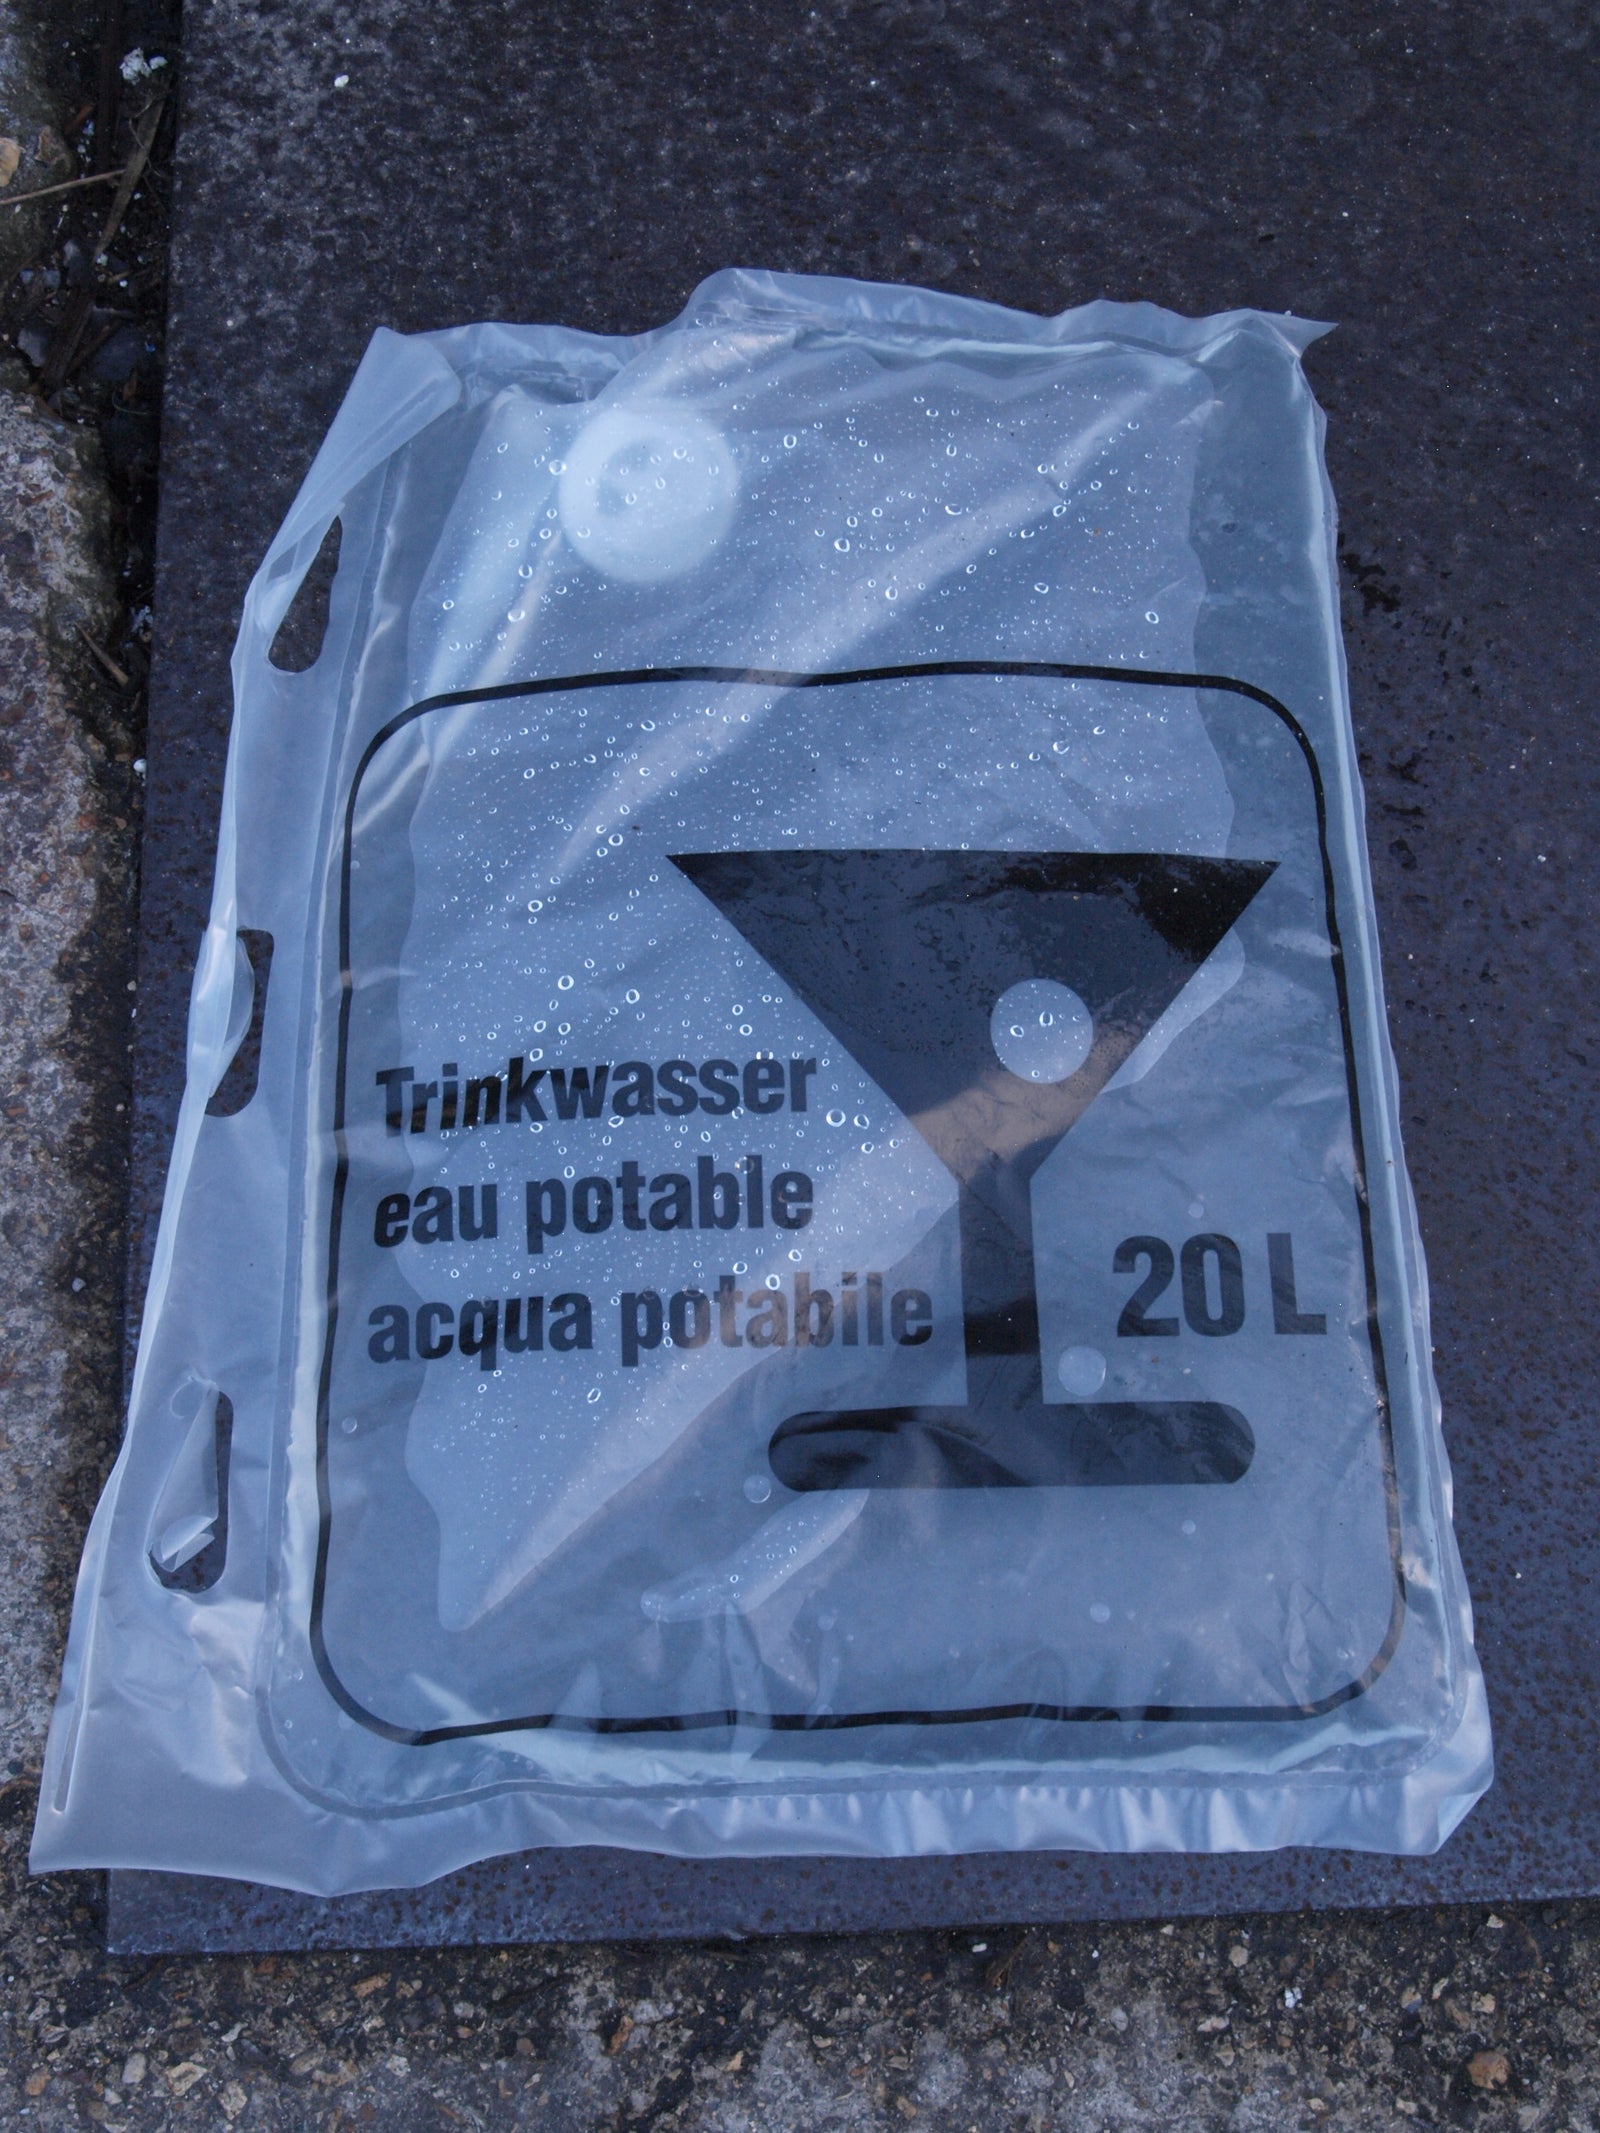 Trinkwasser
eau potable
acqua potabile
20 L